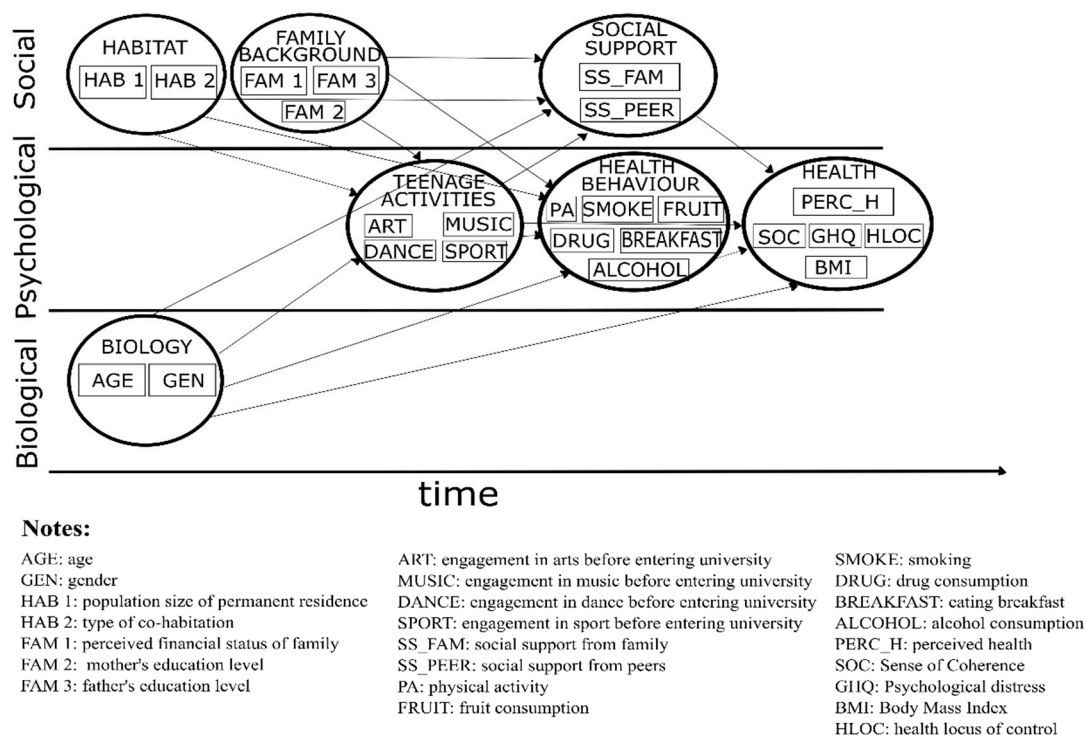 Social
HABITAT
HAB 1
HAB 2
FAMILY
BACKGROUND
FAM 1
FAM 3
FAM 2
SOCIAL
SUPPORT
SS_FAM
SS_PEER
Psychological
TEENAGE
ACTIVITIES
ART
MUSIC
DANCE
SPORT
HEALTH
BEHAVIOUR
PA
SMOKE
FRUIT
DRUG
BREAKFAST
ALCOHOL
HEALTH
PERC_H
SOC
GHQ
HLOC
BMI
Biological
BIOLOGY
AGE
GEN
time
Notes:
AGE: age
GEN: gender
HAB 1: population size of permanent residence
HAB 2: type of co-habitation
FAM 1: perceived financial status of family
FAM 2: mother's education level
FAM 3: father's education level
ART: engagement in arts before entering university
MUSIC: engagement in music before entering university
DANCE: engagement in dance before entering university
SPORT: engagement in sport before entering university
SS_FAM: social support from family
SS_PEER: social support from peers
PA: physical activity
FRUIT: fruit consumption
SMOKE: smoking
DRUG: drug consumption
BREAKFAST: eating breakfast
ALCOHOL: alcohol consumption
PERC_H: perceived health
SOC: Sense of Coherence
GHQ: Psychological distress
BMI: Body Mass Index
HLOC: health locus of control